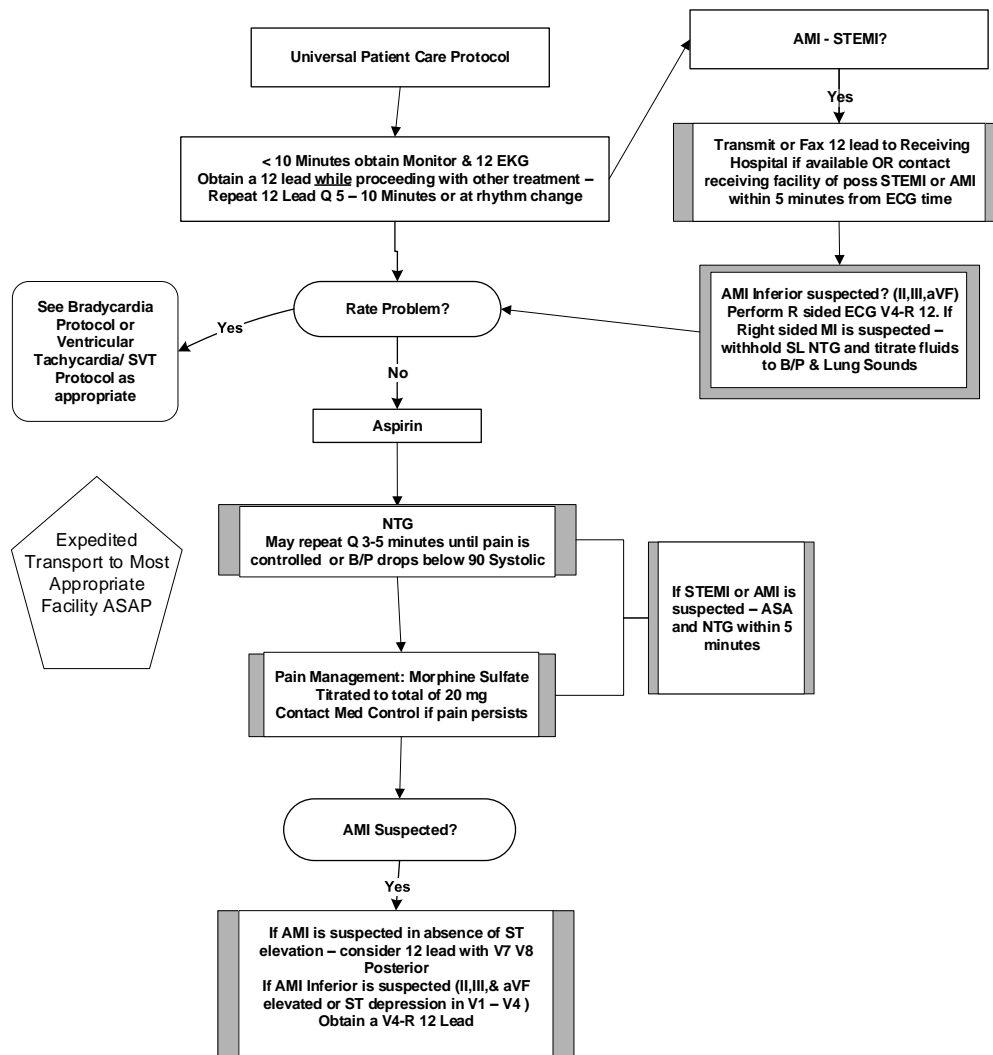 Universal Patient Care Protocol
AMI - STEMI?
Yes
< 10 Minutes obtain Monitor & 12 EKG
Obtain a 12 lead while proceeding with other treatment –
Repeat 12 Lead Q 5 – 10 Minutes or at rhythm change
Transmit or Fax 12 lead to Receiving
Hospital if available OR contact
receiving facility of poss STEMI or AMI
within 5 minutes from ECG time
AMI Inferior suspected? (II,III,aVF)
Perform R sided ECG V4-R 12. If
Right sided MI is suspected –
withhold SL NTG and titrate fluids
to B/P & Lung Sounds
Rate Problem?
Yes
See Bradycardia
Protocol or
Ventricular
Tachycardia/ SVT
Protocol as
appropriate
No
Aspirin
NTG
May repeat Q 3-5 minutes until pain is
controlled or B/P drops below 90 Systolic
Expedited
Transport to Most
Appropriate
Facility ASAP
If STEMI or AMI is
suspected – ASA
and NTG within 5
minutes
Pain Management: Morphine Sulfate
Titrated to total of 20 mg
Contact Med Control if pain persists
AMI Suspected?
Yes
If AMI is suspected in absence of ST
elevation – consider 12 lead with V7 V8
Posterior
If AMI Inferior is suspected (II,III,& aVF
elevated or ST depression in V1 – V4 )
Obtain a V4-R 12 Lead